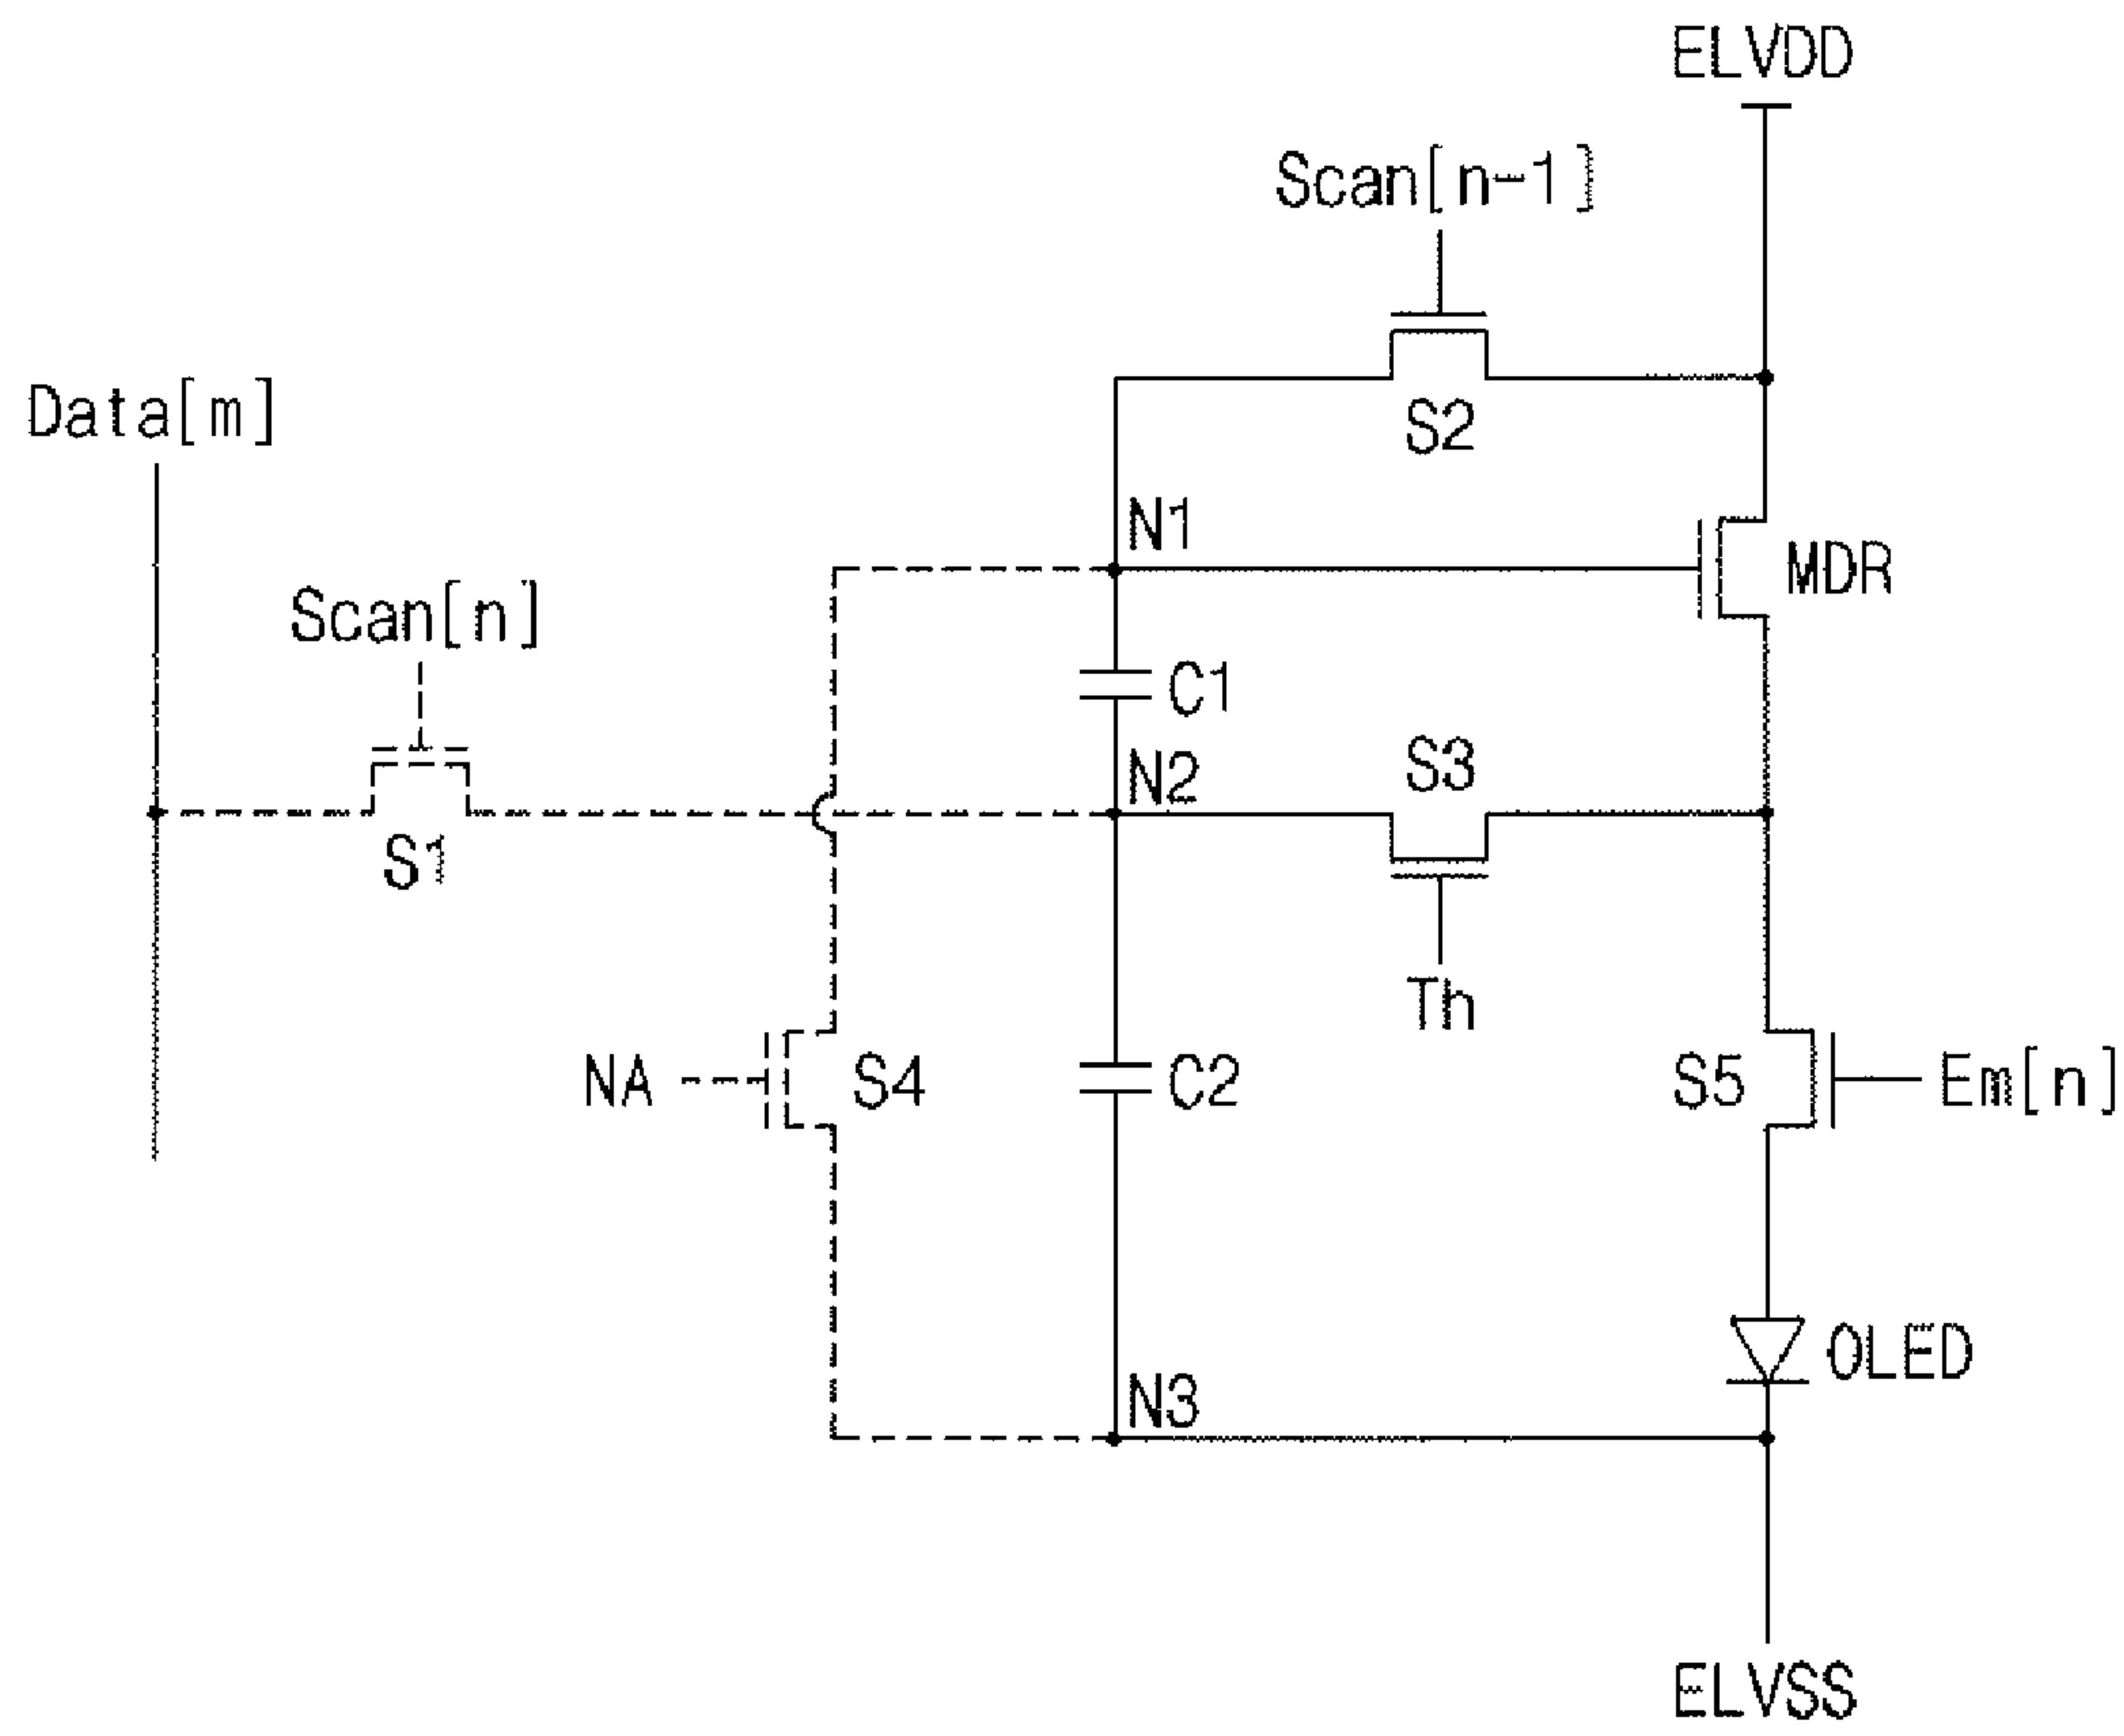 ELVDD
Scan[n-1]
Data[m]
S2
N1
MDR
Scan[n]
C1
N2
S3
S1
Th
NA
S4
C2
S5
Em[n]
N3
OLED
ELVSS